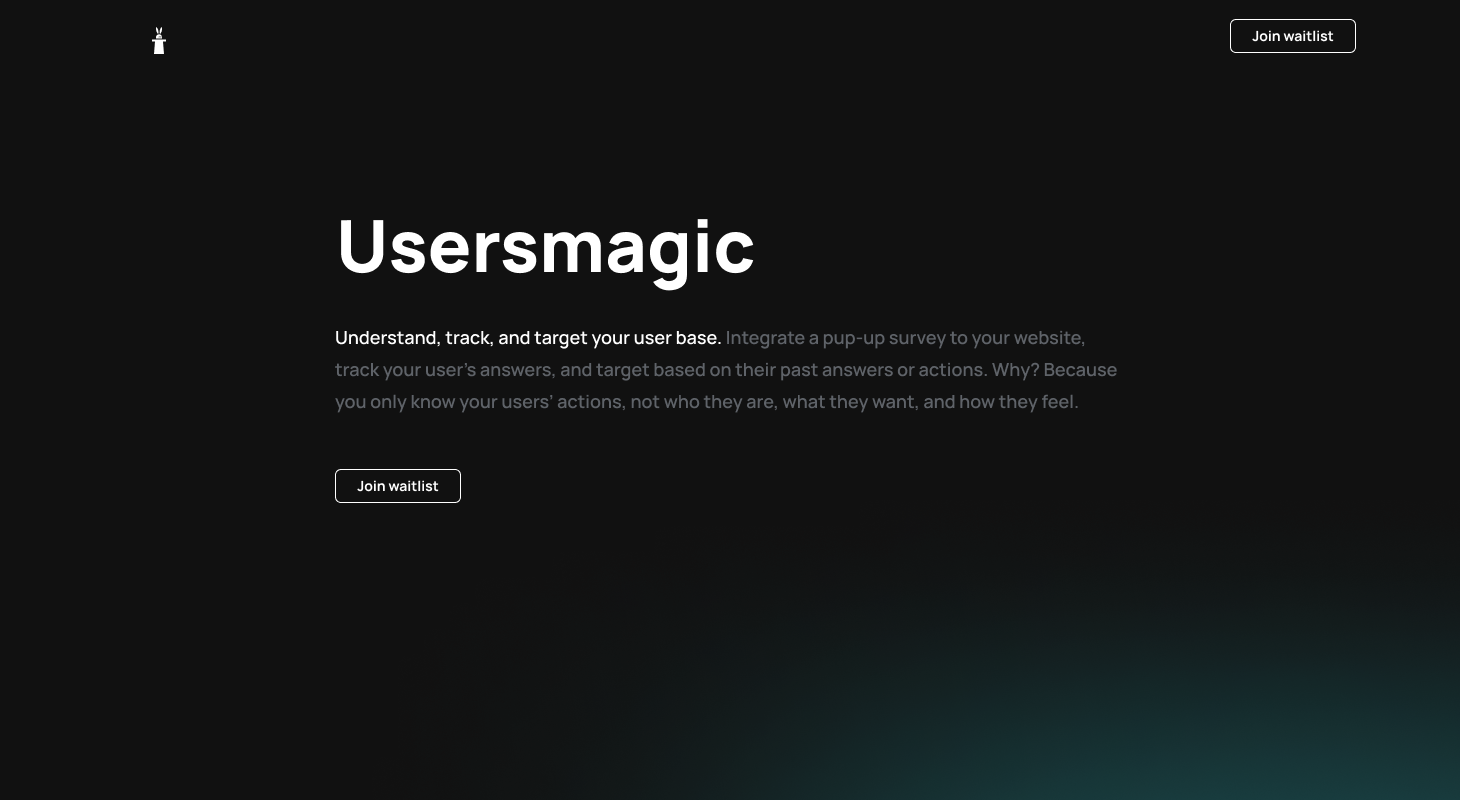 Join waitlist
Usersmagic
Understand, track, and target your user base. Integrate a pup-up survey to your website,
track your user's answers, and target based on their past answers or actions. Why? Because
you only know your users' actions, not who they are, what they want, and how they feel.
Join waitlist